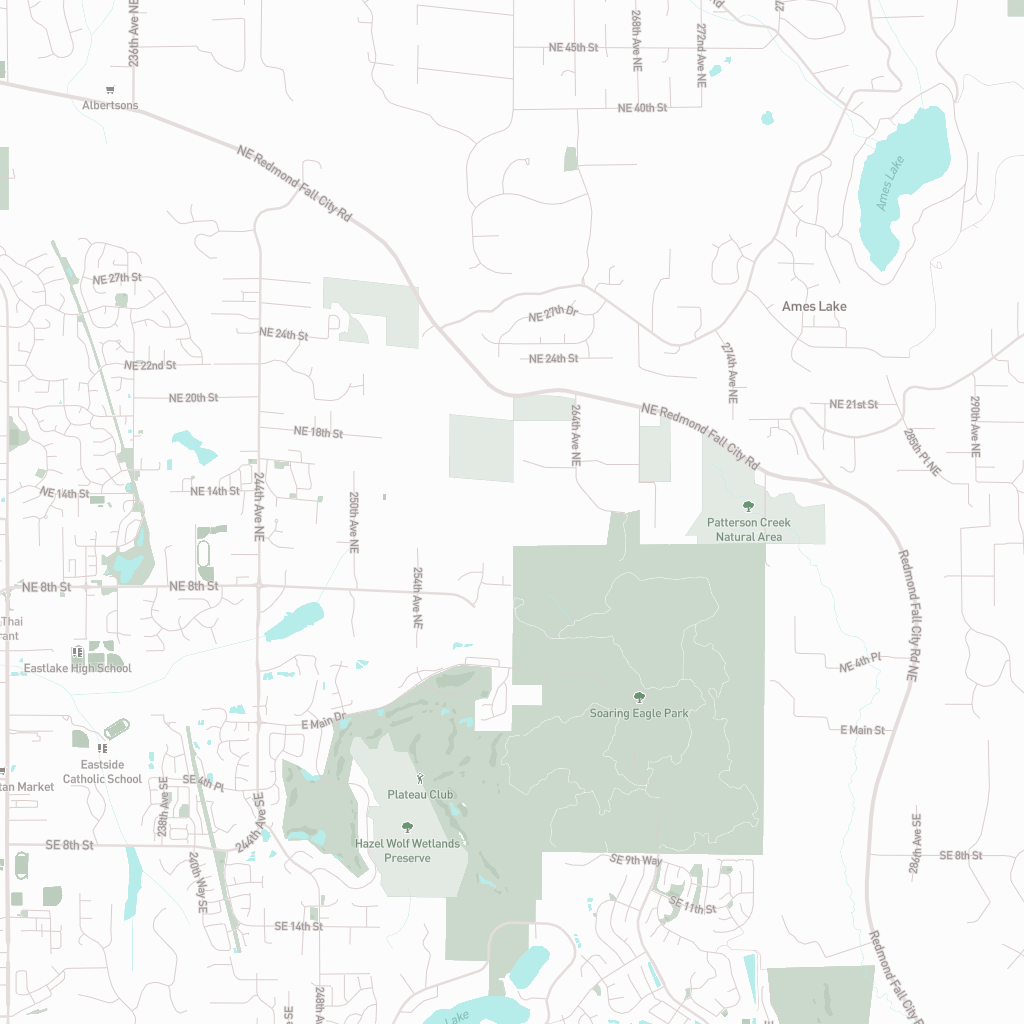 236th Ave NE
NE 45th St
268th Ave NE
272nd Ave NE
Albertsons
NE 40th St
NE Redmond Fall City Rd
Ames Lake
NE 27th St
Ames Lake
NE 27th Dr
NE 24th St
NE 24th St
NE 22nd St
274th Ave NE
NE 20th St
NE 21st St
290th Ave NE
264th Ave NE
NE Redmond Fall City Rd
NE 18th St
285th Pl NE
NE 14th St
NE 14th St
244th Ave NE
250th Ave NE
Patterson Creek
Natural Area
NE 8th St
NE 8th St
254th Ave NE
Redmond Fall City Rd NE
Thai
Eastlake High School
NE 4th Pl
Soaring Eagle Park
E Main Dr
E Main St
Eastside
Catholic School
SE 4th Pl
Market
Plateau Club
238th Ave SE
244th Ave SE
Hazel Wolf Wetlands
Preserve
SE 8th St
240th Way SE
SE 9th Way
286th Ave SE
SE 8th St
SE 11th St
SE 14th St
Redmond Fall City
Lake